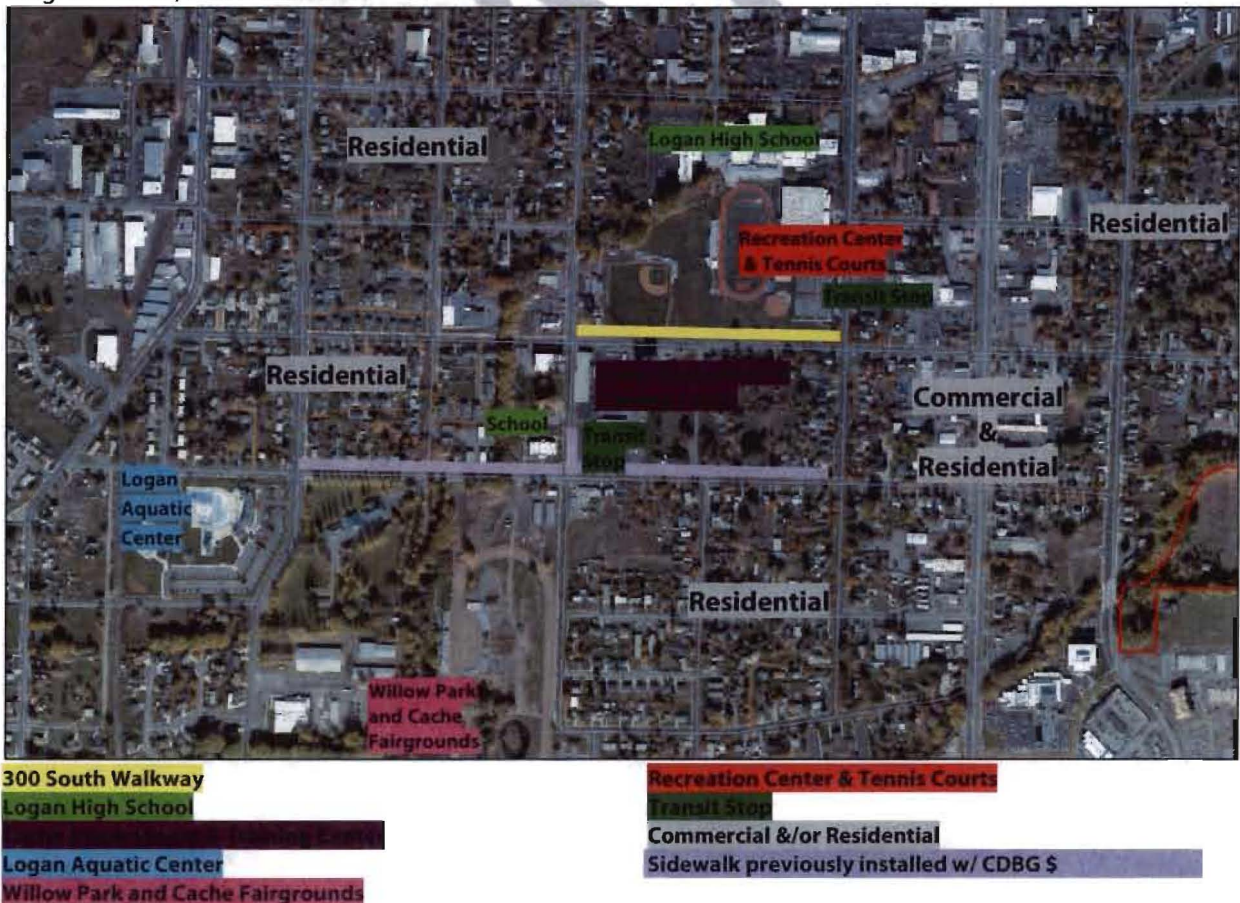 Residential
Logan High School
Residential
Recreation Center
& Tennis Courts
Transit Stop
Residential
Commercial
&
Residential
School
Transit
Stop
Logan
Aquatic
Center
Residential
Willow Park
and Cache
Fairgrounds
300 South Walkway
Logan High School
& Training Center
Logan Aquatic Center
Willow Park and Cache Fairgrounds
Recreation Center & Tennis Courts
Transit Stop
Commercial &/or Residential
Sidewalk previously installed w/ CDBG $